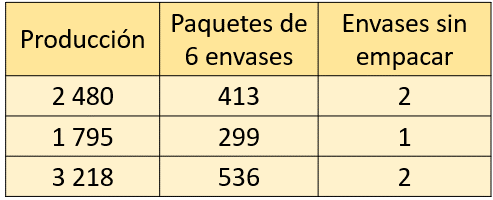 Producción Paquetes de 6 envases Envases sin empacar
2 480 413 2
1 795 299 1
3 218 536 2